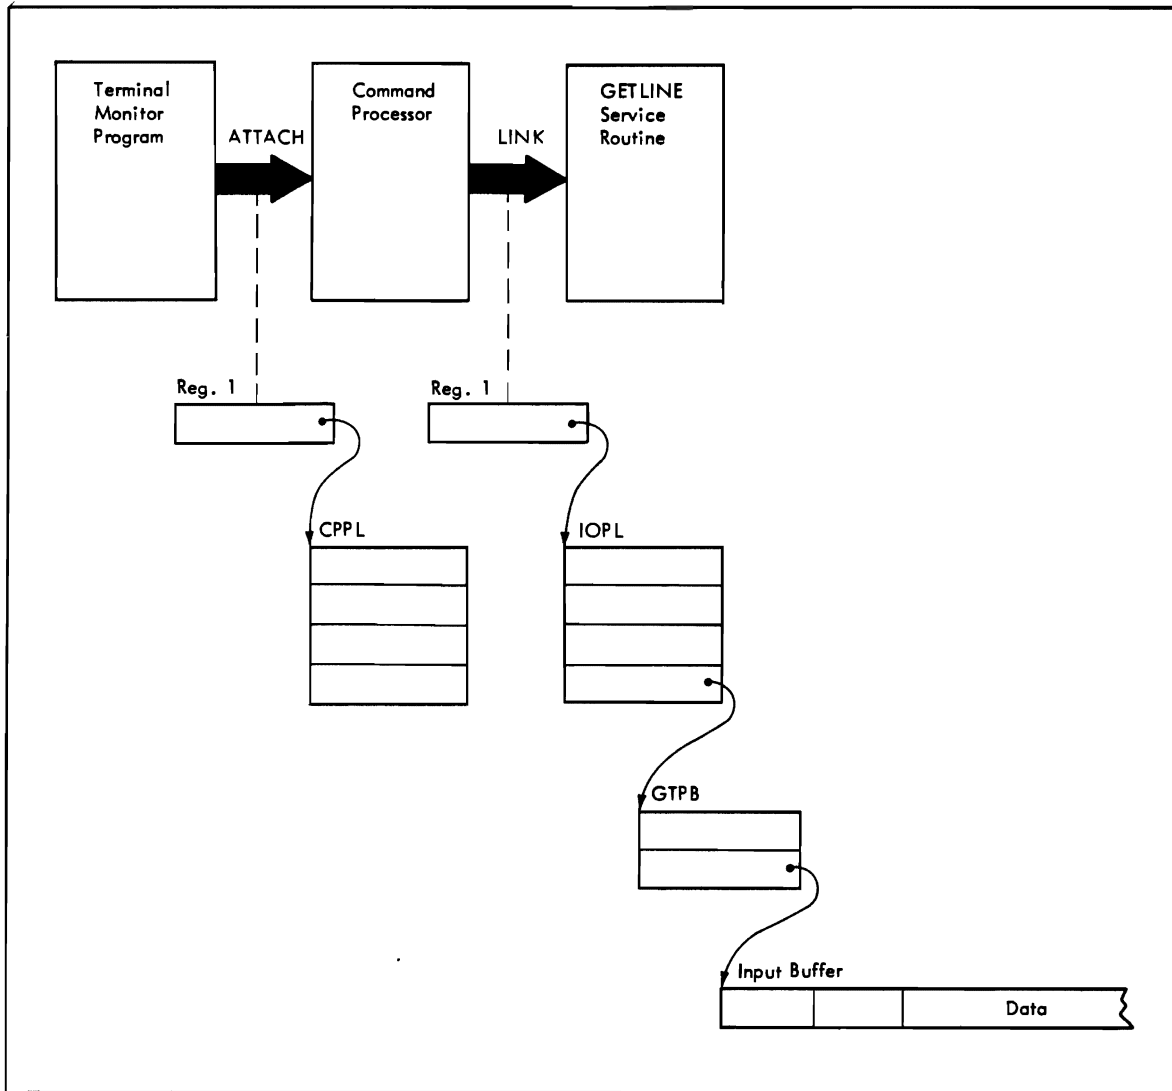 Terminal
Monitor
Program
ATTACH
Command
Processor
LINK
GETLINE
Service
Routine
Reg. 1
Reg. 1
CPPL
IOPL
GTPB
Input Buffer
Data